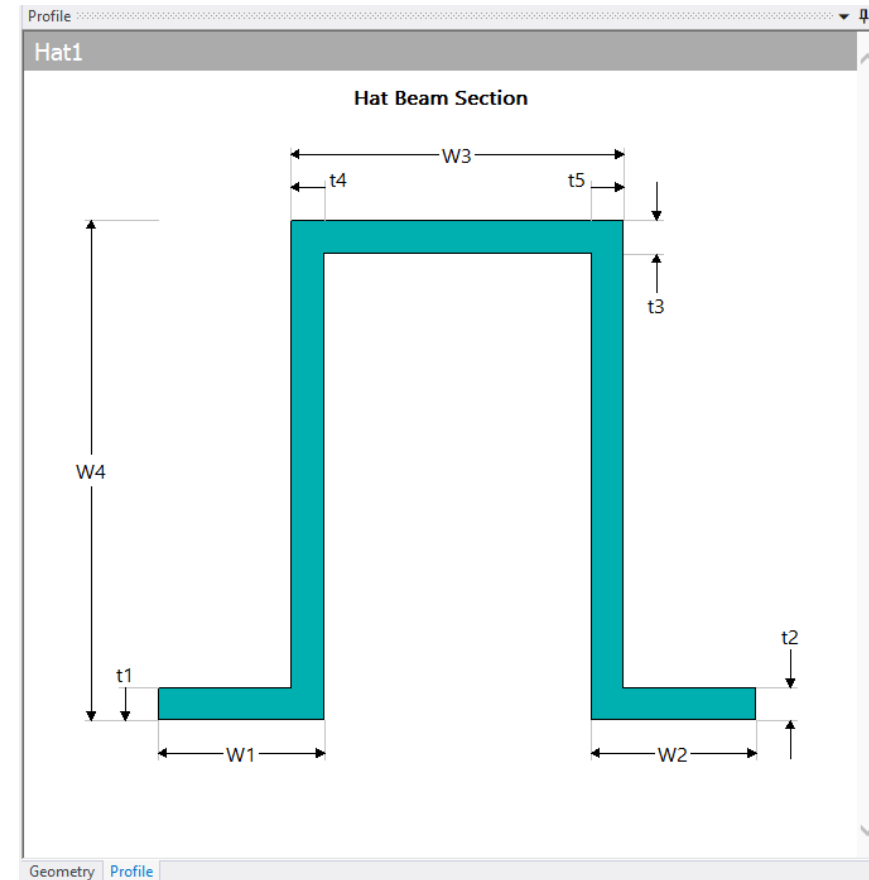 Profile
Hat1
Hat Beam Section
W3
t4
t5
t3
W4
t2
t1
W1
W2
Geometry Profile